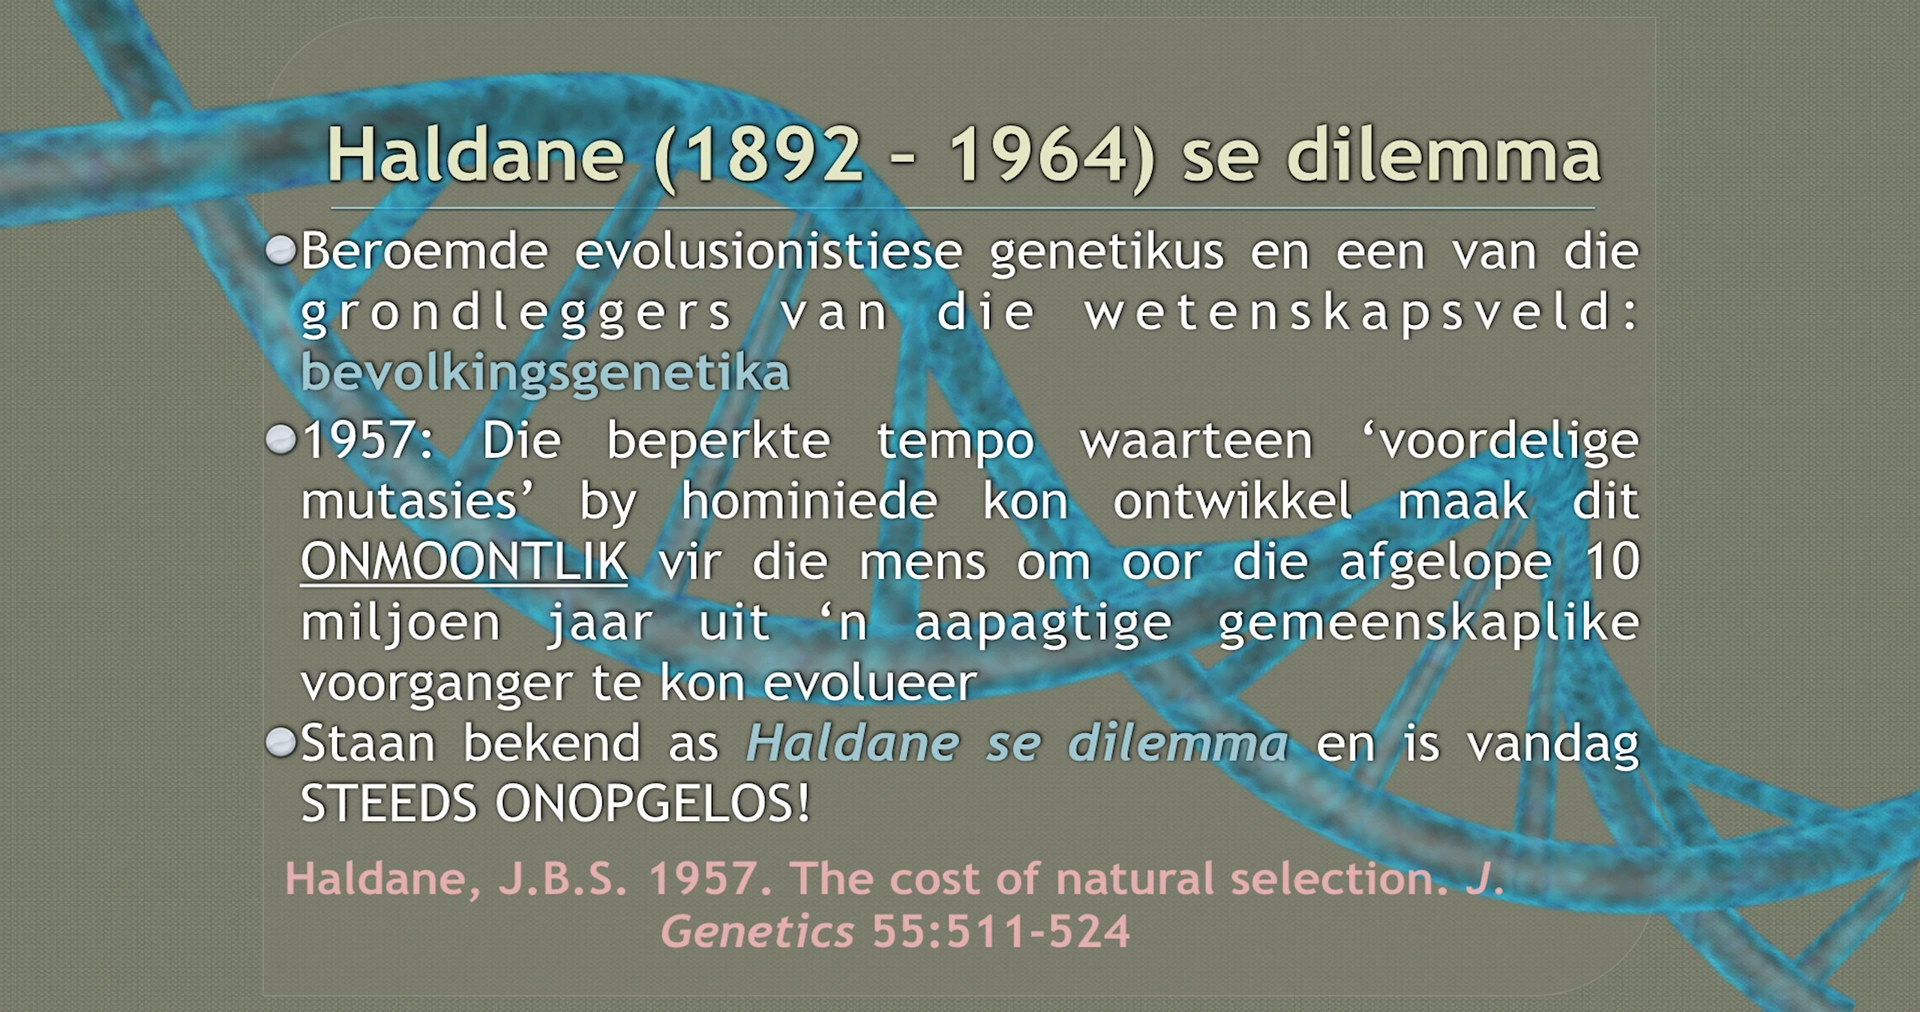 Haldane (1892 – 1964) se dilemma
Beroemde evolusionistiese genetikus en een van die
grondleggers van die wetenskapsveld:
bevolkingsgenetika
1957: Die beperkte tempo waarteen ‘voordelige
mutasies’ by hominiede kon ontwikkel maak dit
ONMOONTLIK vir die mens om oor die afgelope 10
miljoen jaar uit ‘n aapagtige gemeenskaplike
voorganger te kon evolueer
Staan bekend as Haldane se dilemma en is vandag
STEEDS ONOPGELOS!
Haldane, J.B.S. 1957. The cost of natural selection. J.
Genetics 55:511-524